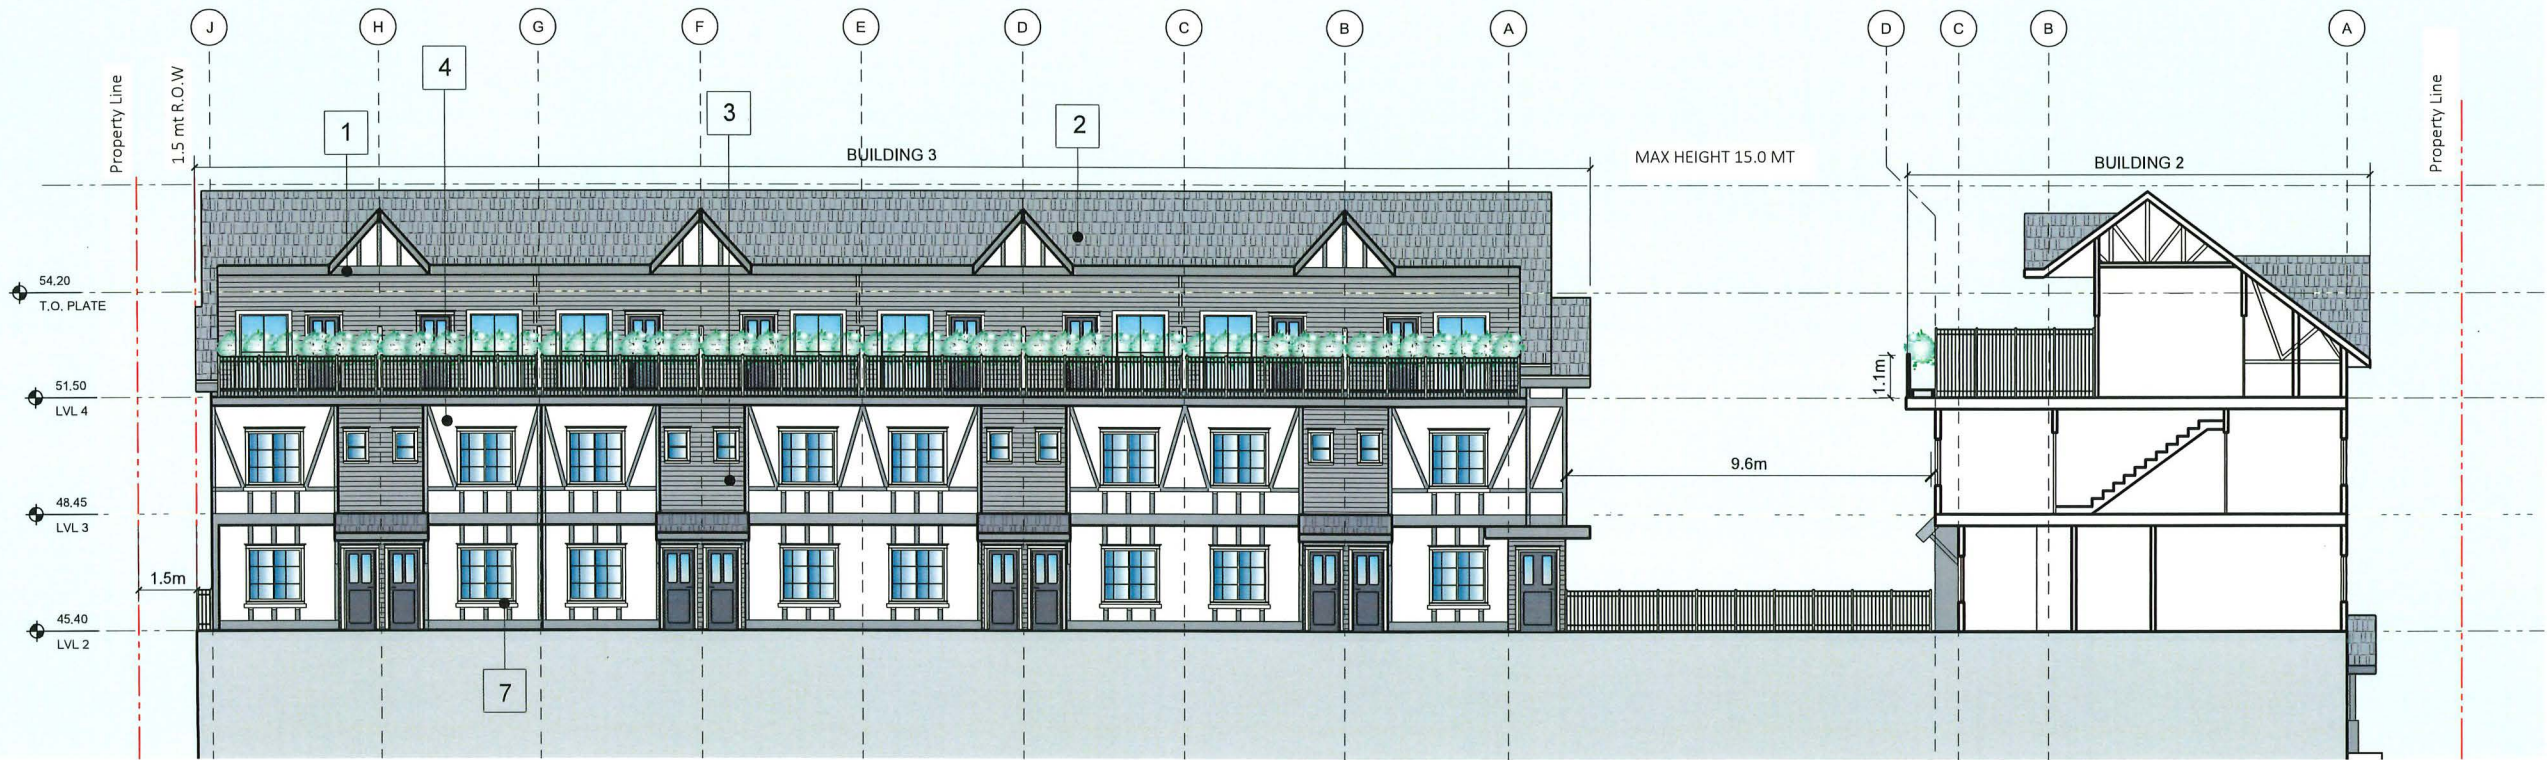 J H G F E D C B A D C B A
Property Line
1.5 mt R.O.W
4
1
3
2
BUILDING 3
MAX HEIGHT 15.0 MT
BUILDING 2
Property Line
54.20
T.O. PLATE
51.50
LVL 4
1.1m
9.6m
48.45
LVL 3
1.5m
45.40
LVL 2
7